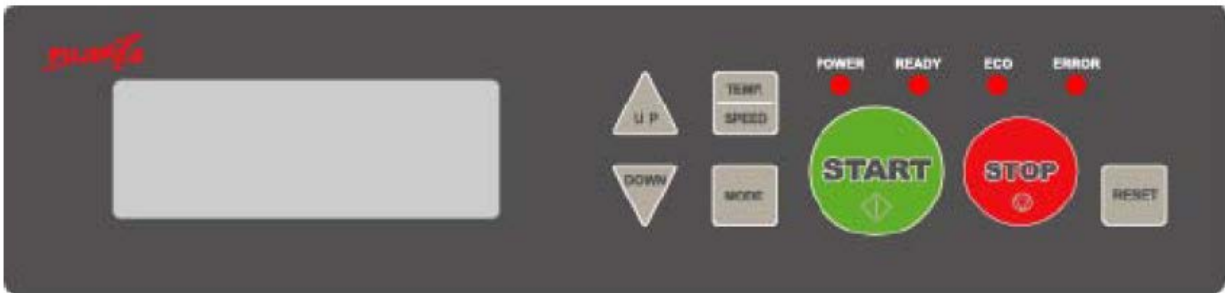 POWER READY ECO ERROR
UP
TEMP.
SPEED
DOWN
MODE
START
STOP
RESET